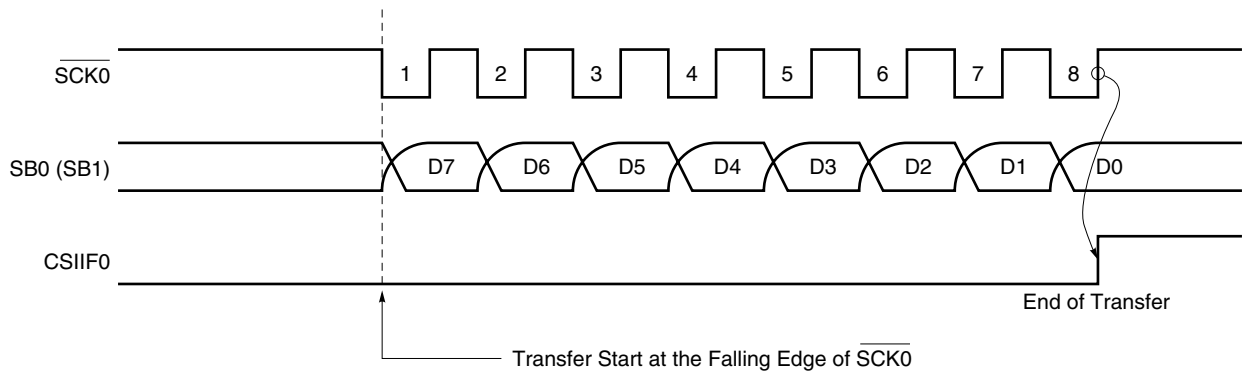 SCK0
1 2 3 4 5 6 7 8
SB0 (SB1)
D7 D6 D5 D4 D3 D2 D1 D0
CSIIF0
End of Transfer
Transfer Start at the Falling Edge of SCK0